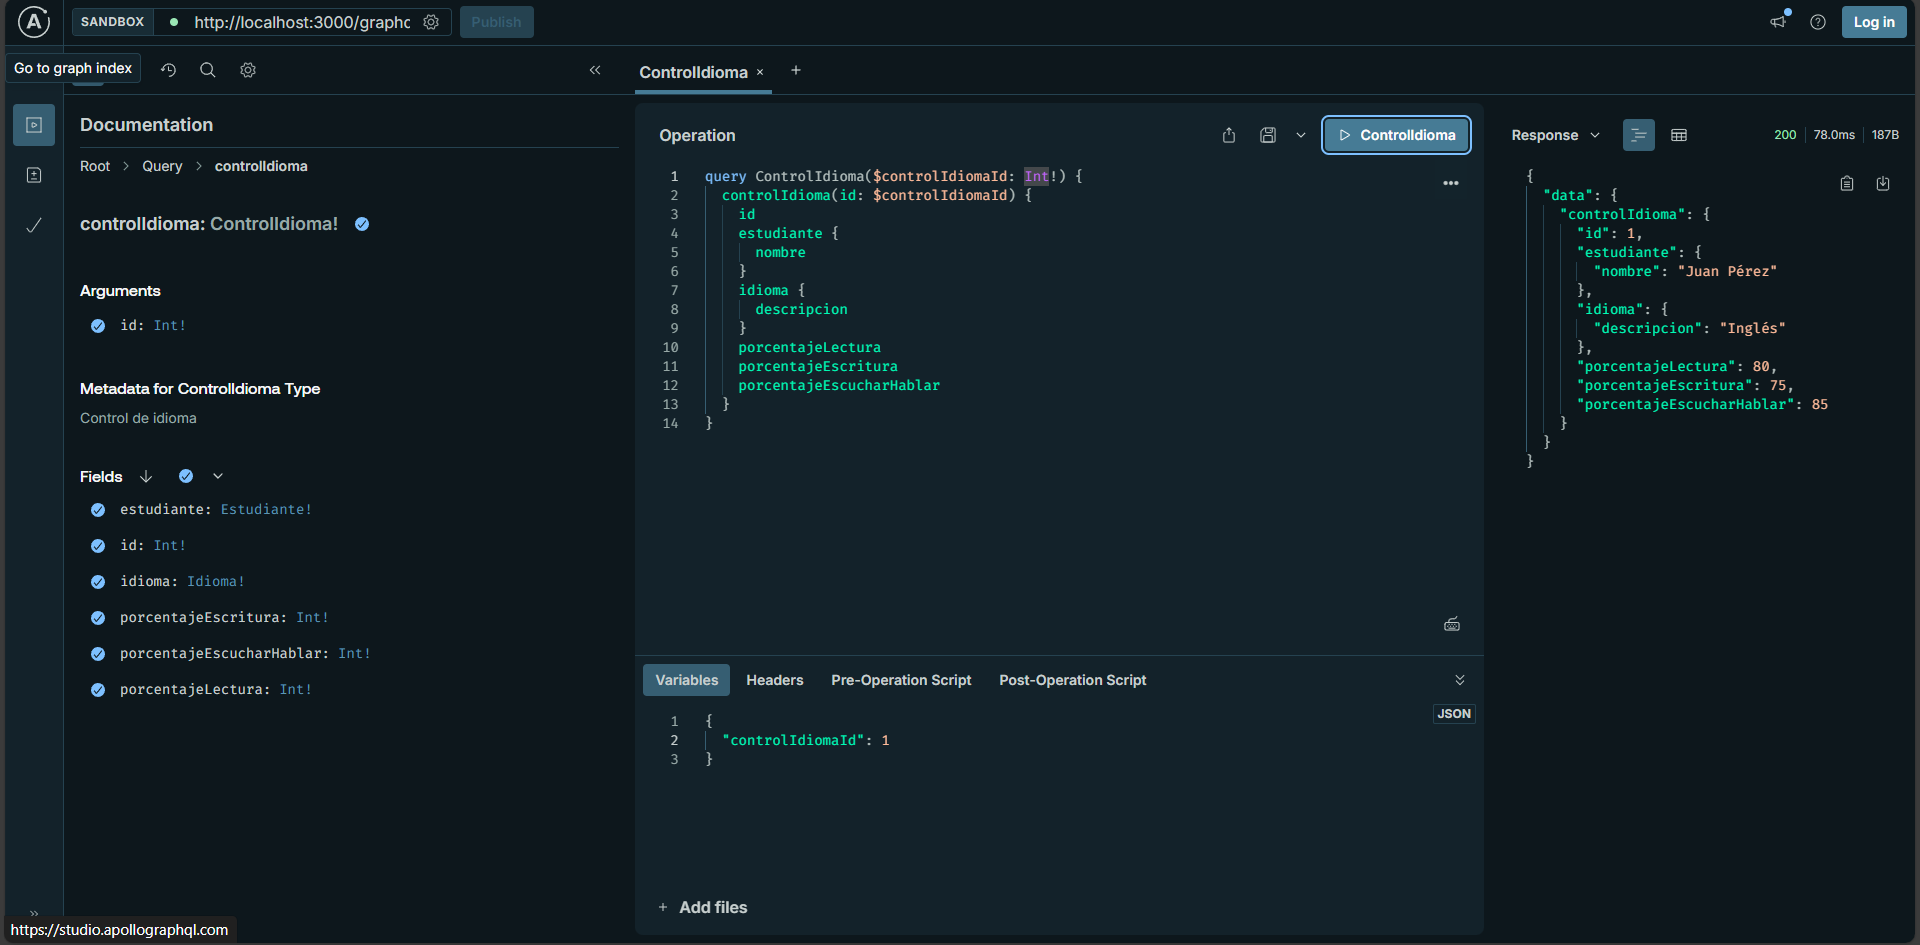 SANDBOX
http://localhost:3000/graphq
Publish
Log in
Go to graph index
ControlIdioma
Documentation
Root > Query > controlIdioma
controlIdioma: ControlIdioma!
Arguments
id: Int!
Metadata for ControlIdioma Type
Control de idioma
Fields
estudiante: Estudiante!
id: Int!
idioma: Idioma!
porcentajeEscritura: Int!
porcentajeEscucharHablar: Int!
porcentajeLectura: Int!
https://studio.apollographql.com
Operation
ControlIdioma
1 query ControlIdioma($controlIdiomaId: Int!) {
2 controlIdioma(id: $controlIdiomaId) {
3 id
4 estudiante {
5 nombre
6 }
7 idioma {
8 descripcion
9 }
10 porcentajeLectura
11 porcentajeEscritura
12 porcentajeEscucharHablar
13 }
14 }
Variables Headers Pre-Operation Script Post-Operation Script
JSON
1 {
2 "controlIdiomaId": 1
3 }
+ Add files
Response
200 78.0ms 187B
{
"data": {
"controlIdioma": {
"id": 1,
"estudiante": {
"nombre": "Juan Pérez"
},
"idioma": {
"descripcion": "Inglés"
},
"porcentajeLectura": 80,
"porcentajeEscritura": 75,
"porcentajeEscucharHablar": 85
}
}
}